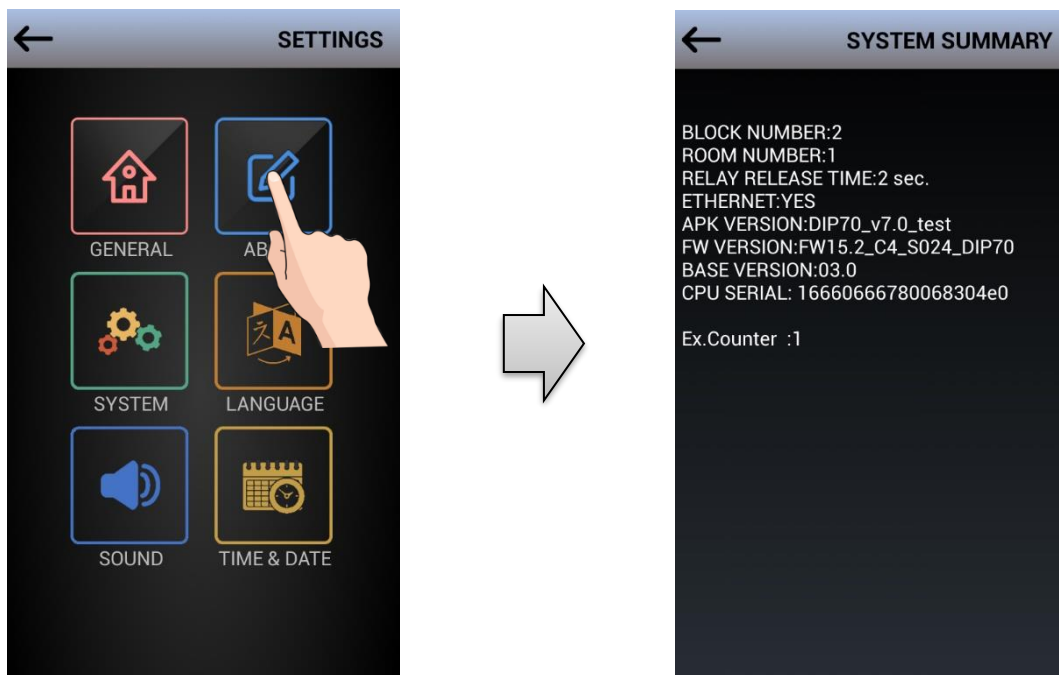 SETTINGS
GENERAL
SYSTEM
LANGUAGE
SOUND
TIME & DATE
SYSTEM SUMMARY
BLOCK NUMBER:2
ROOM NUMBER:1
RELAY RELEASE TIME:2 sec.
ETHERNET:YES
APK VERSION:DIP70_v7.0_test
FW VERSION:FW15.2_C4_S024_DIP70
BASE VERSION:03.0
CPU SERIAL: 16660666780068304e0
Ex.Counter :1